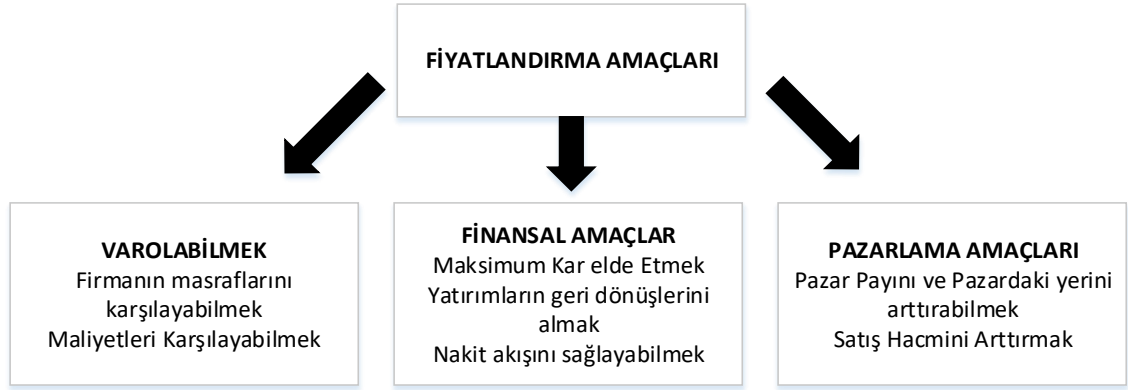 FİYATLANDIRMA AMAÇLARI
VAROLABİLMEK
Firmanın masraflarını
karşılayabilmek
Maliyetleri Karşılayabilmek
FİNANSAL AMAÇLAR
Maksimum Kar elde Etmek
Yatırımların geri dönüşlerini
almak
Nakit akışını sağlayabilmek
PAZARLAMA AMAÇLARI
Pazar Payını ve Pazardaki yerini
arttırabilmek
Satış Hacmini Arttırmak